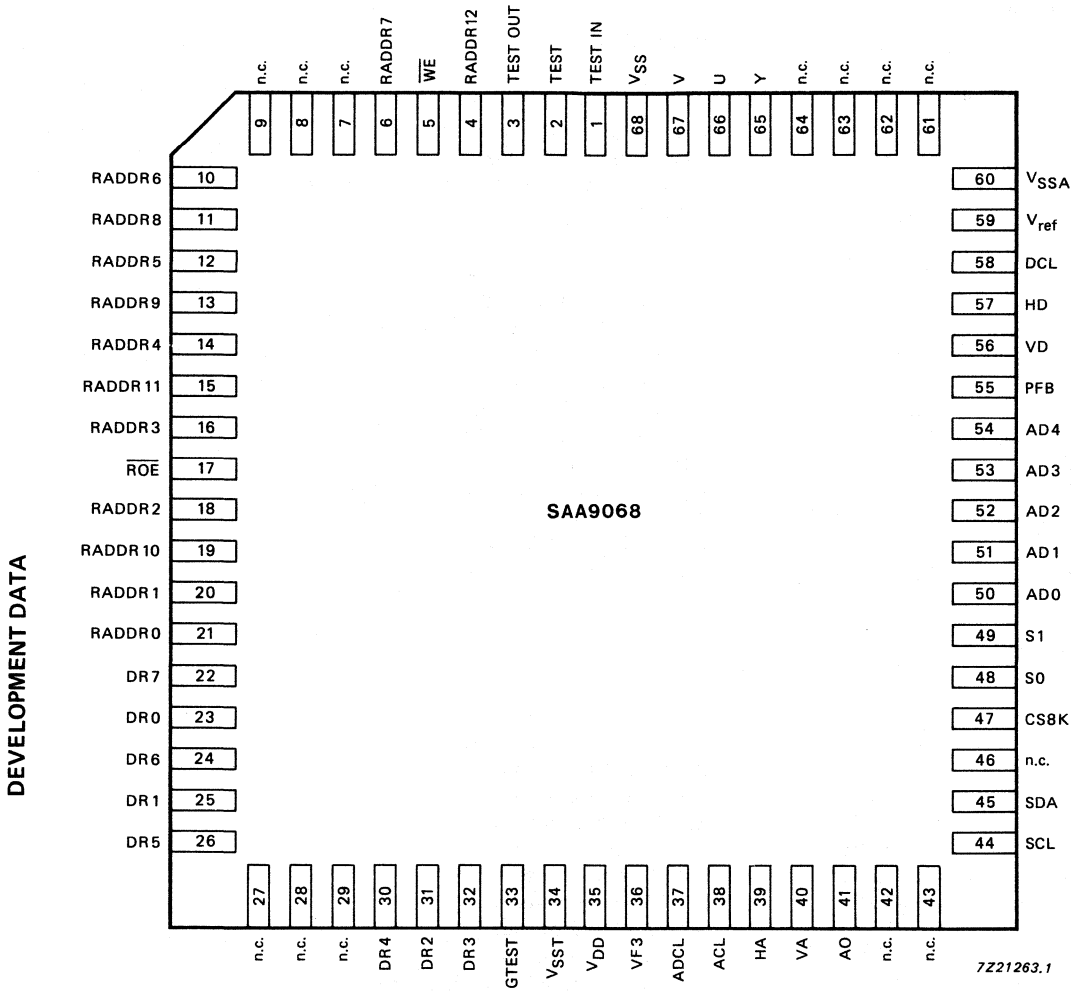 n.c. n.c. n.c. RADDR7 WE RADDR12 TEST OUT TEST TEST IN VSS V U Y n.c. n.c. n.c. n.c.
9 8 7 6 5 4 3 2 1 68 67 66 65 64 63 62 61
RADDR6 10 60 VSSA
RADDR8 11 59 Vref
RADDR5 12 58 DCL
RADDR9 13 57 HD
RADDR4 14 56 VD
RADDR11 15 55 PFB
RADDR3 16 54 AD4
ROE 17 53 AD3
RADDR2 18 52 AD2
SAA9068
RADDR10 19 51 AD1
RADDR1 20 50 AD0
RADDR0 21 49 S1
DR7 22 48 S0
DR0 23 47 CS8K
DR6 24 46 n.c.
DR1 25 45 SDA
DR5 26 44 SCL
27 28 29 30 31 32 33 34 35 36 37 38 39 40 41 42 43
n.c. n.c. n.c. DR4 DR2 DR3 GTEST VSST VDD VF3 ADCL ACL HA VA AO n.c. n.c.
DEVELOPMENT DATA
7Z21263.1